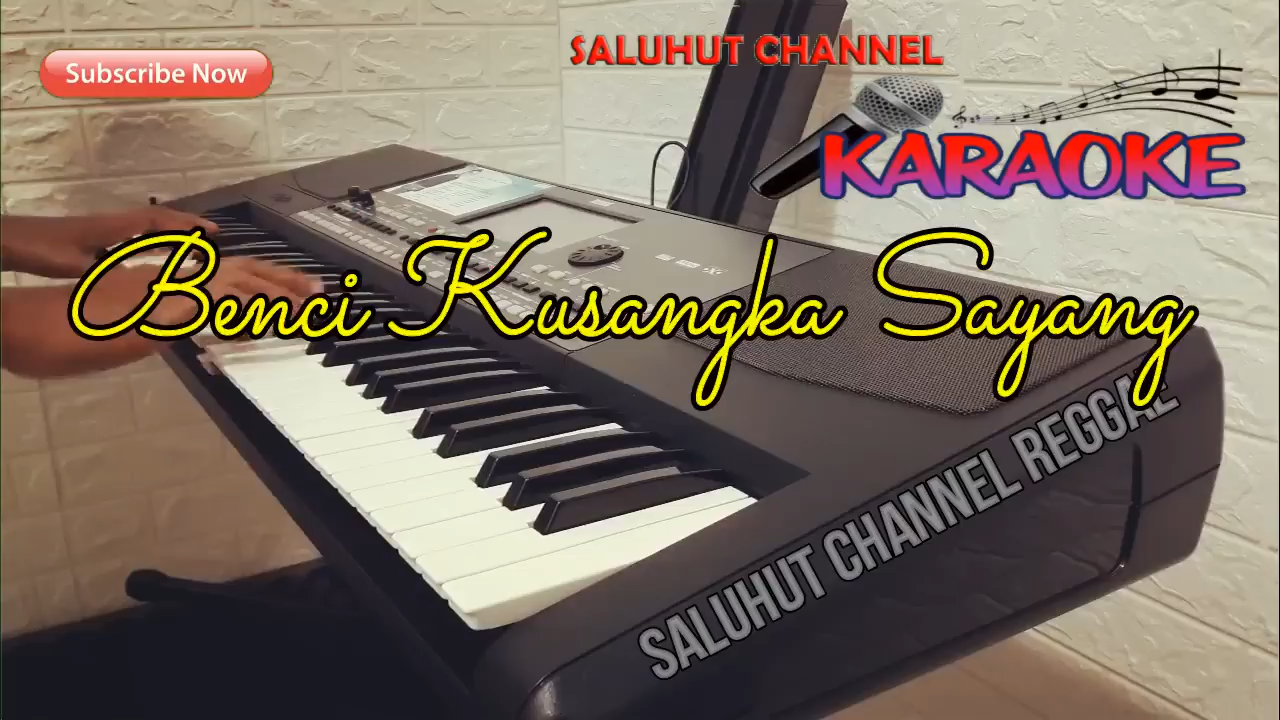 SALUHUT CHANNEL
Subscribe Now
KARAOKE
Benci Kusangka Sayang
SALUHUT CHANNEL REGGAE